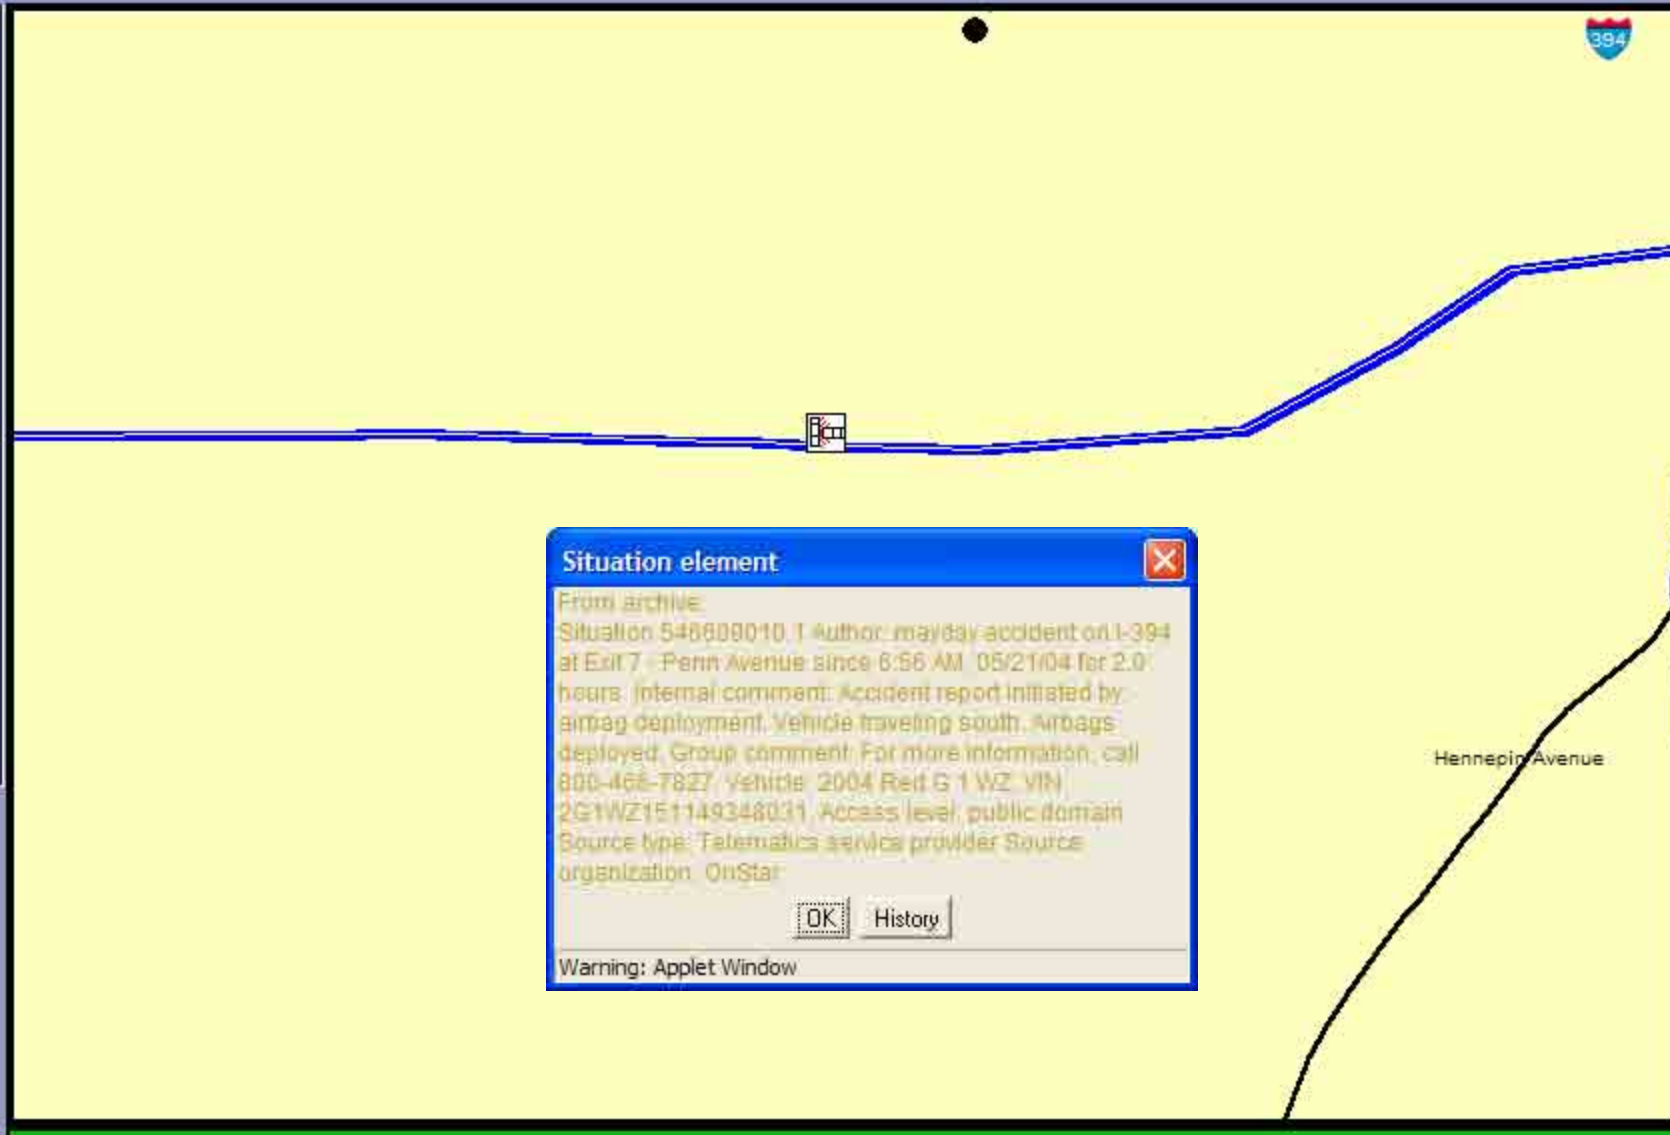 394
Situation element
From archive:
Situation 546609010.1 Author: mayday accident on I-394
at Exit 7 - Penn Avenue since 6:56 AM, 05/21/04 for 2.0
hours. Internal comment: Accident report initiated by
airbag deployment. Vehicle traveling south. Airbags
deployed. Group comment: For more information, call
800-466-7827. Vehicle: 2004 Red G 1 WZ, VIN
2G1WZ151149348031. Access level: public domain
Source type: Telematics service provider Source
organization: OnStar
OK History
Warning: Applet Window
Hennepin Avenue